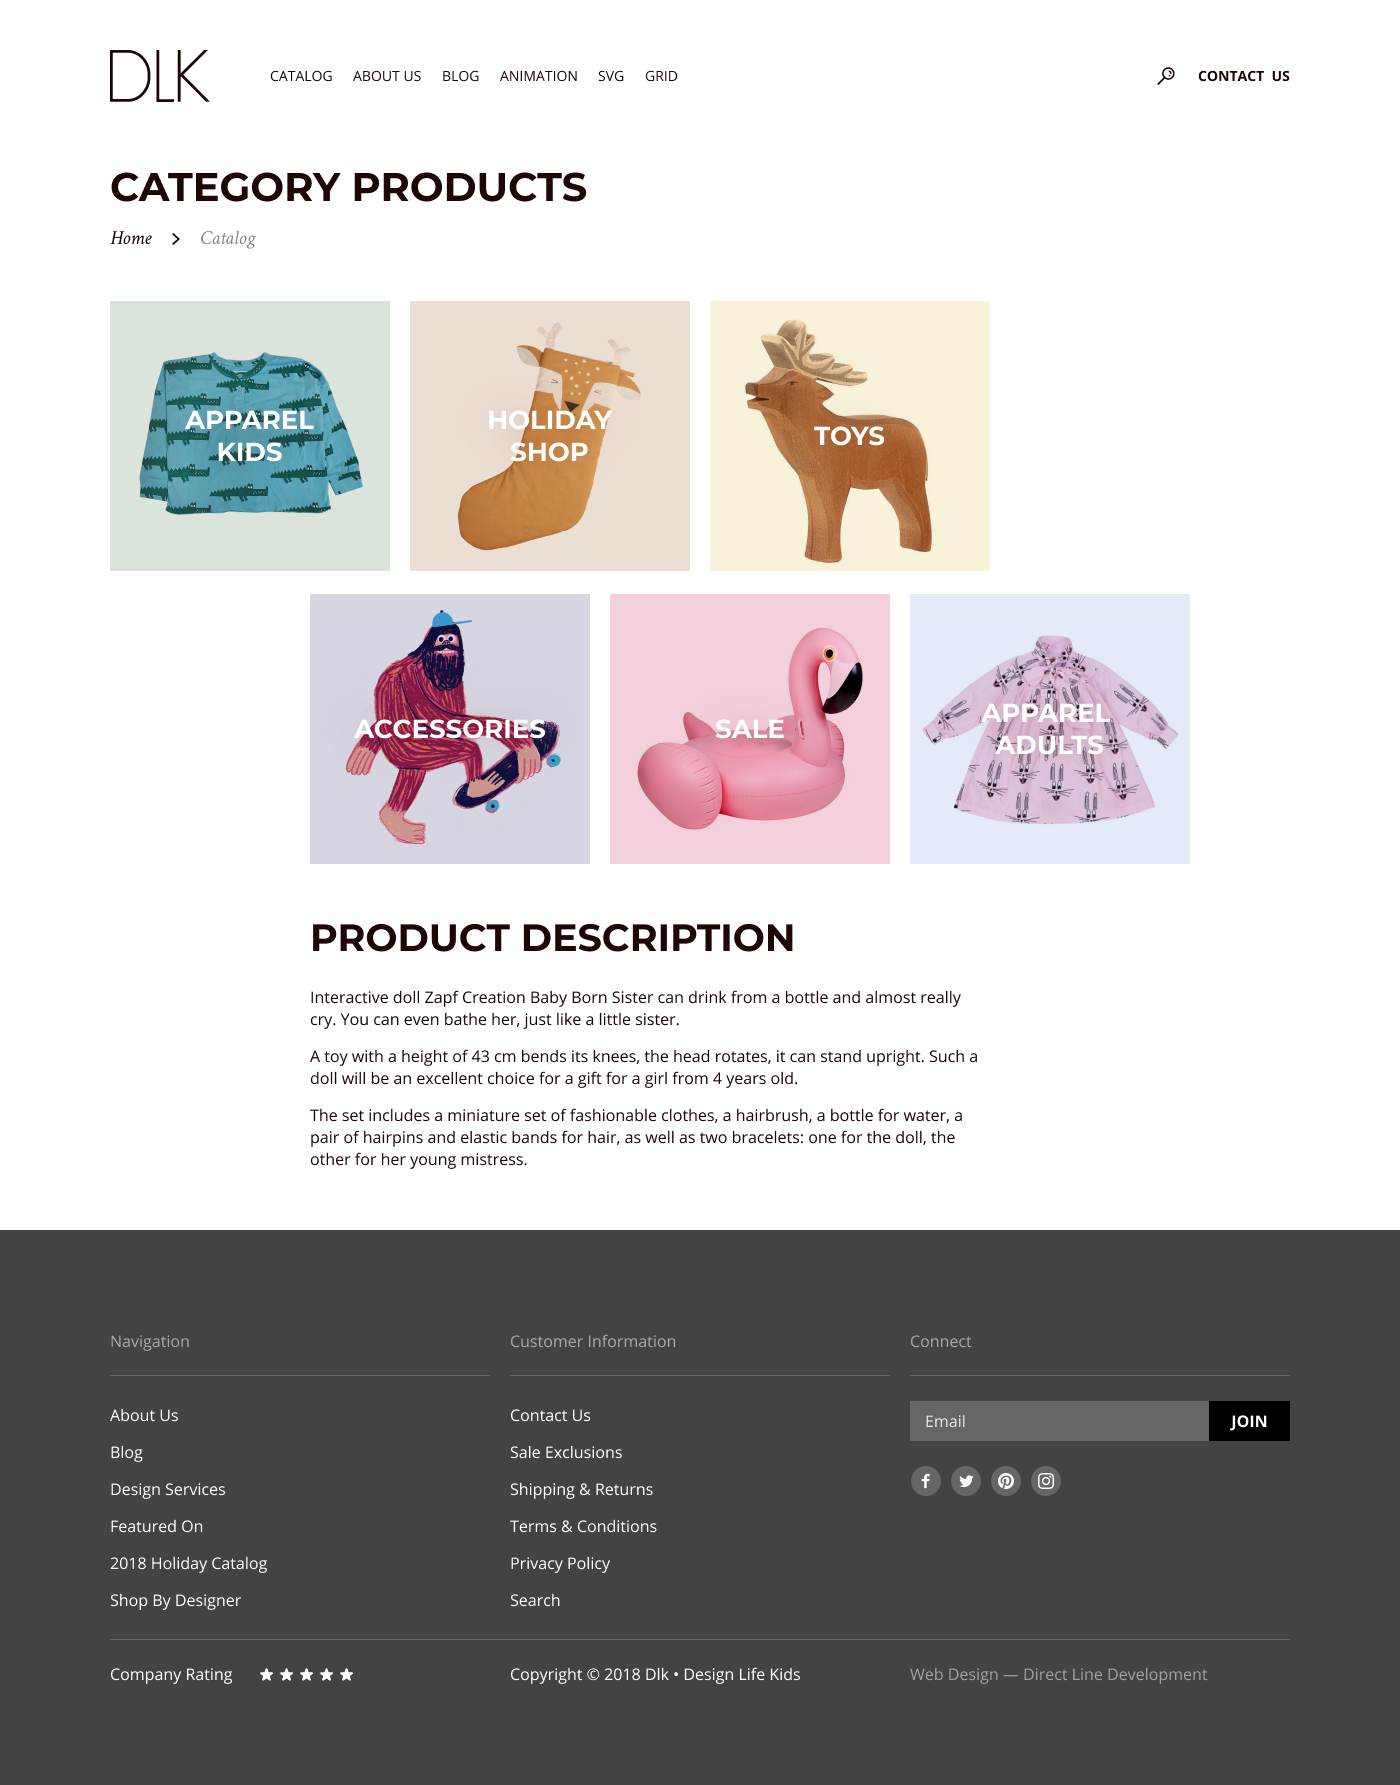 DLK
CATALOG ABOUT US BLOG ANIMATION SVG GRID
CONTACT US
CATEGORY PRODUCTS
Home > Catalog
APPAREL
KIDS
HOLIDAY
SHOP
TOYS
ACCESSORIES
SALE
APPAREL
ADULTS
PRODUCT DESCRIPTION
Interactive doll Zapf Creation Baby Born Sister can drink from a bottle and almost really
cry. You can even bathe her, just like a little sister.
A toy with a height of 43 cm bends its knees, the head rotates, it can stand upright. Such a
doll will be an excellent choice for a gift for a girl from 4 years old.
The set includes a miniature set of fashionable clothes, a hairbrush, a bottle for water, a
pair of hairpins and elastic bands for hair, as well as two bracelets: one for the doll, the
other for her young mistress.
Navigation
About Us
Blog
Design Services
Featured On
2018 Holiday Catalog
Shop By Designer
Customer Information
Contact Us
Sale Exclusions
Shipping & Returns
Terms & Conditions
Privacy Policy
Search
Connect
Email
JOIN
Company Rating ★ ★ ★ ★ ★
Copyright © 2018 Dlk • Design Life Kids
Web Design — Direct Line Development